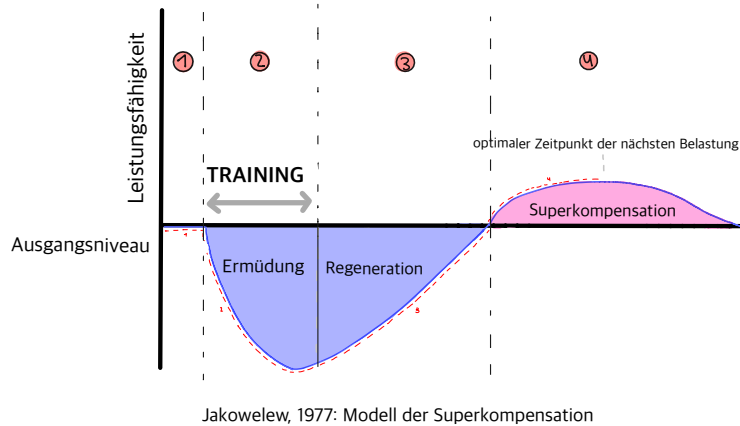 1
2
3
4
Leistungsfähigkeit
optimaler Zeitpunkt der nächsten Belastung
TRAINING
Superkompensation
Ausgangsniveau
Ermüdung
Regeneration
Jakowelew, 1977: Modell der Superkompensation